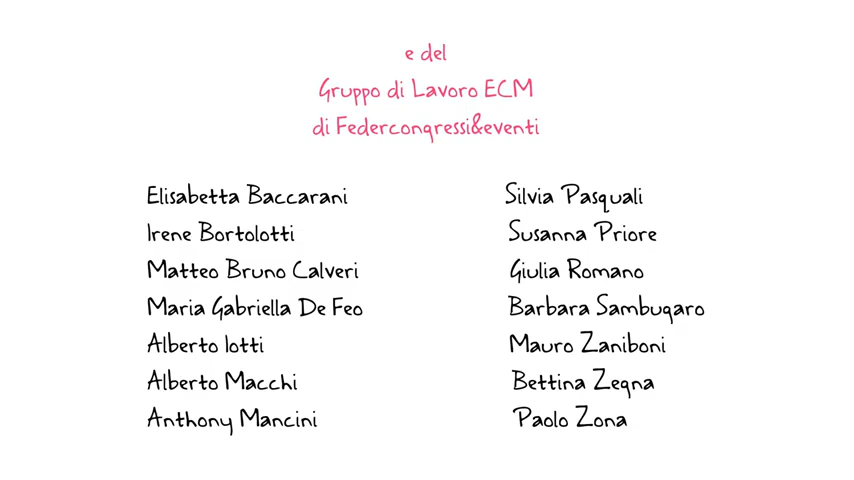 e del
Gruppo di Lavoro ECM
di Federcongressi&eventi
Elisabetta Baccarani
Irene Bortolotti
Matteo Bruno Calveri
Maria Gabriella De Feo
Alberto Iotti
Alberto Macchi
Anthony Mancini
Silvia Pasquali
Susanna Priore
Giulia Romano
Barbara Sambugaro
Mauro Zaniboni
Bettina Zegna
Paolo Zona